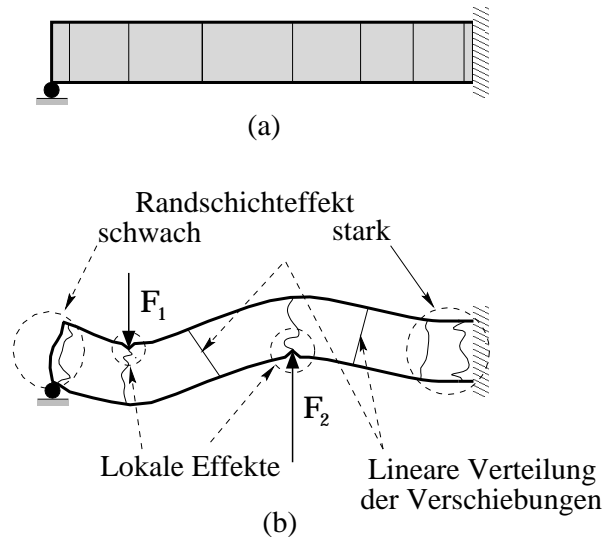 (a)
Randschichteffekt
schwach
stark
F1
F2
Lokale Effekte
Lineare Verteilung
der Verschiebungen
(b)